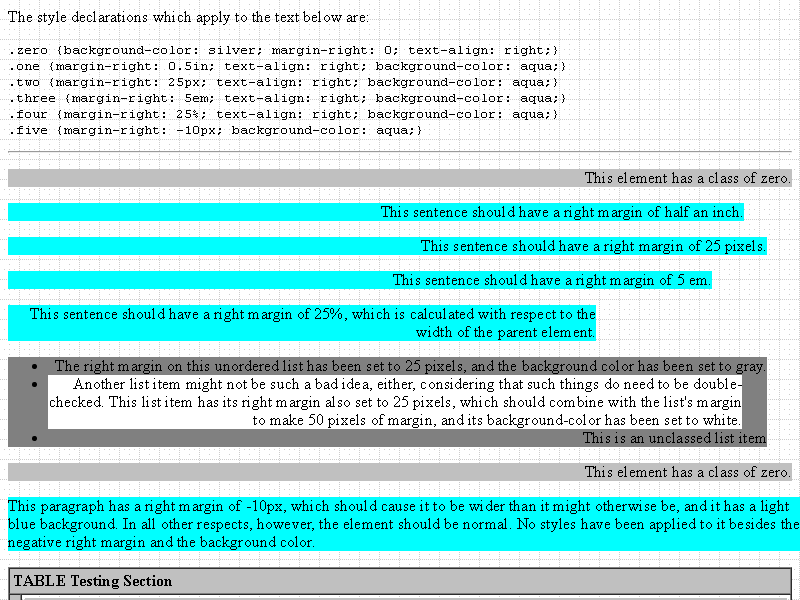 The style declarations which apply to the text below are:
.zero {background-color: silver; margin-right: 0; text-align: right;}
.one {margin-right: 0.5in; text-align: right; background-color: aqua;}
.two {margin-right: 25px; text-align: right; background-color: aqua;}
.three {margin-right: 5em; text-align: right; background-color: aqua;}
.four {margin-right: 25%; text-align: right; background-color: aqua;}
.five {margin-right: -10px; background-color: aqua;}
This element has a class of zero.
This sentence should have a right margin of half an inch.
This sentence should have a right margin of 25 pixels.
This sentence should have a right margin of 5 em.
This sentence should have a right margin of 25%, which is calculated with respect to the
width of the parent element.
• The right margin on this unordered list has been set to 25 pixels, and the background color has been set to gray.
• Another list item might not be such a bad idea, either, considering that such things do need to be double-
checked. This list item has its right margin also set to 25 pixels, which should combine with the list's margin
to make 50 pixels of margin, and its background-color has been set to white.
• This is an unclassed list item
This element has a class of zero.
This paragraph has a right margin of -10px, which should cause it to be wider than it might otherwise be, and it has a light
blue background. In all other respects, however, the element should be normal. No styles have been applied to it besides the
negative right margin and the background color.
TABLE Testing Section